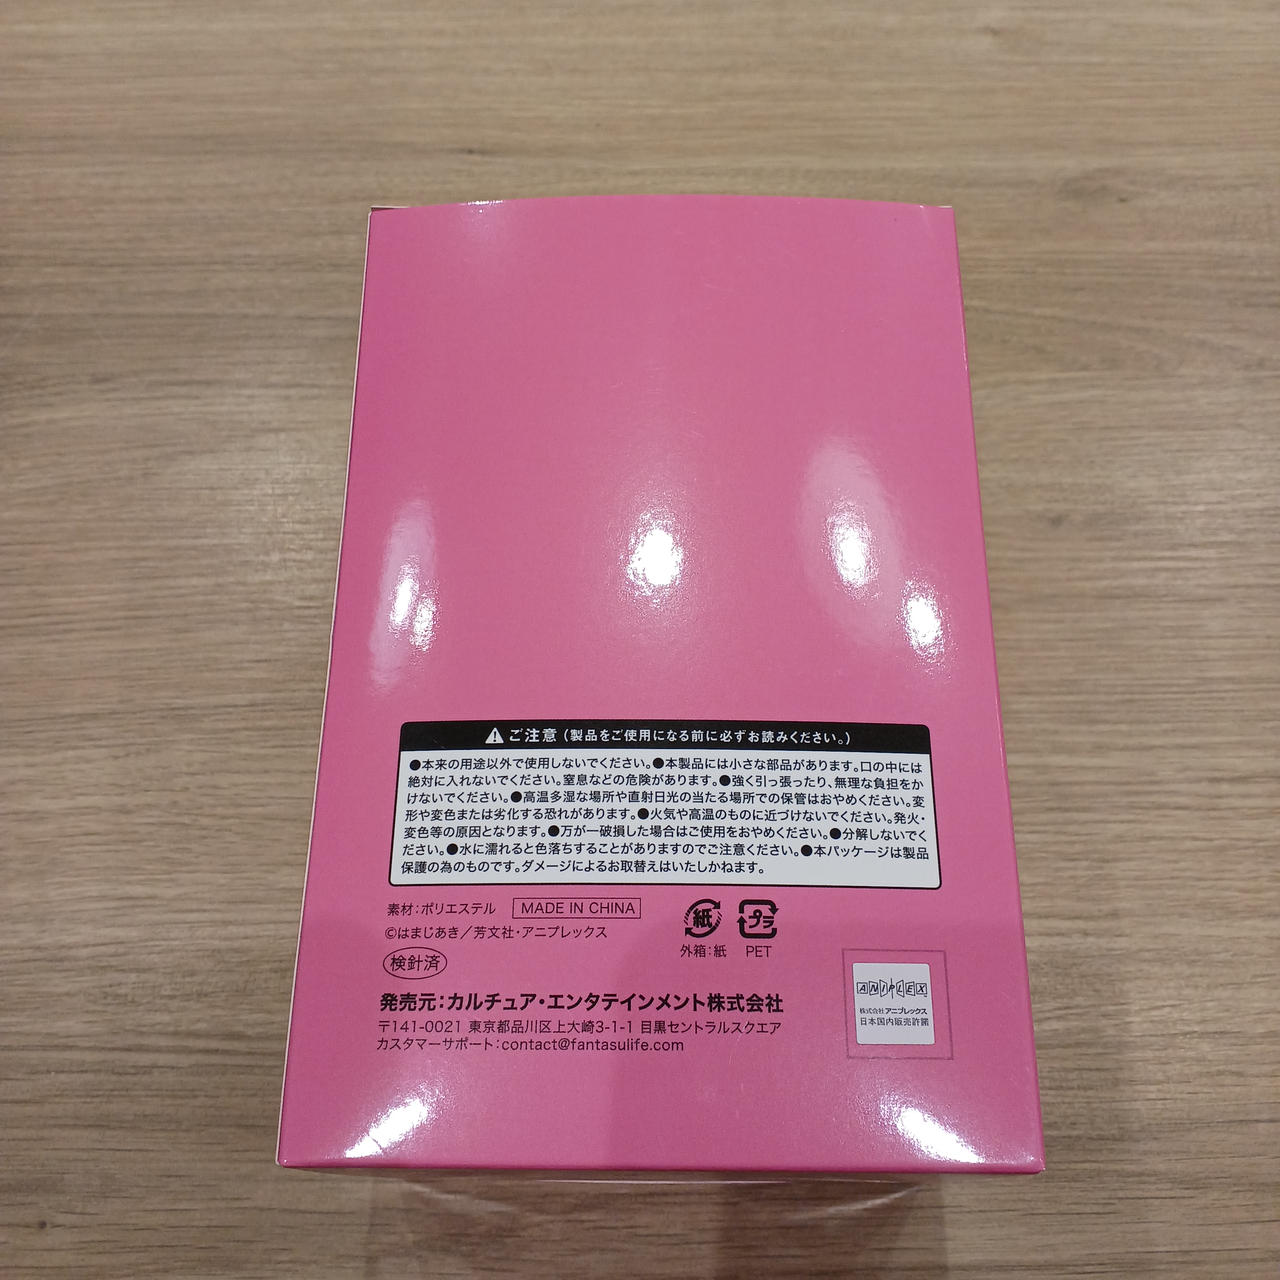 ご注意（製品をご使用になる前に必ずお読みください。）
●本来の用途以外で使用しないでください。●本製品には小さな部品があります。口の中には
絶対に入れないでください。窒息などの危険があります。●強く引っ張ったり、無理な負担をか
けないでください。●高温多湿な場所や直射日光の当たる場所での保管はおやめください。変
形や変色または劣化する恐れがあります。●火気や高温のものに近づけないでください。発火・
変色等の原因となります。●万が一破損した場合はご使用をおやめください。●分解しないでく
ださい。●水に濡れると色落ちすることがありますのでご注意ください。●本パッケージは製品
保護の為のものです。ダメージによるお取替えはいたしかねます。
素材：ポリエステル MADE IN CHINA
©はまじあき／芳文社・アニプレックス
検針済
紙
外箱：紙
プラ
PET
発売元：カルチュア・エンタテインメント株式会社
〒141-0021 東京都品川区上大崎3-1-1 目黒セントラルスクエア
カスタマーサポート：contact@fantasulife.com
ANIPLEX
株式会社アニプレックス
日本国内販売許諾